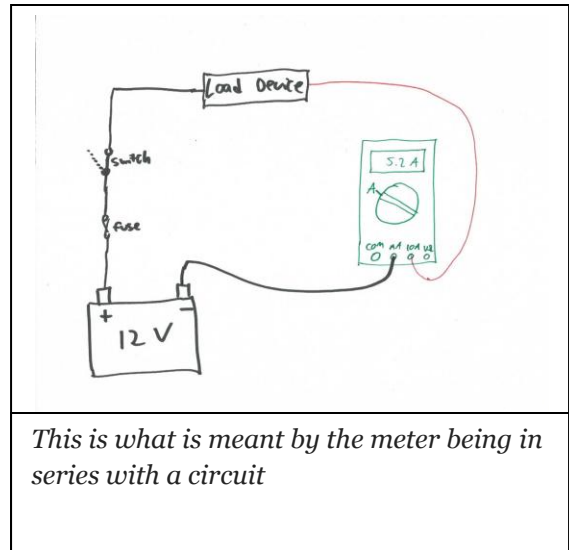 Load Device
switch
5.2 A
A
fuse
COM mA 10A VΩ
+ −
12 V
This is what is meant by the meter being in
series with a circuit